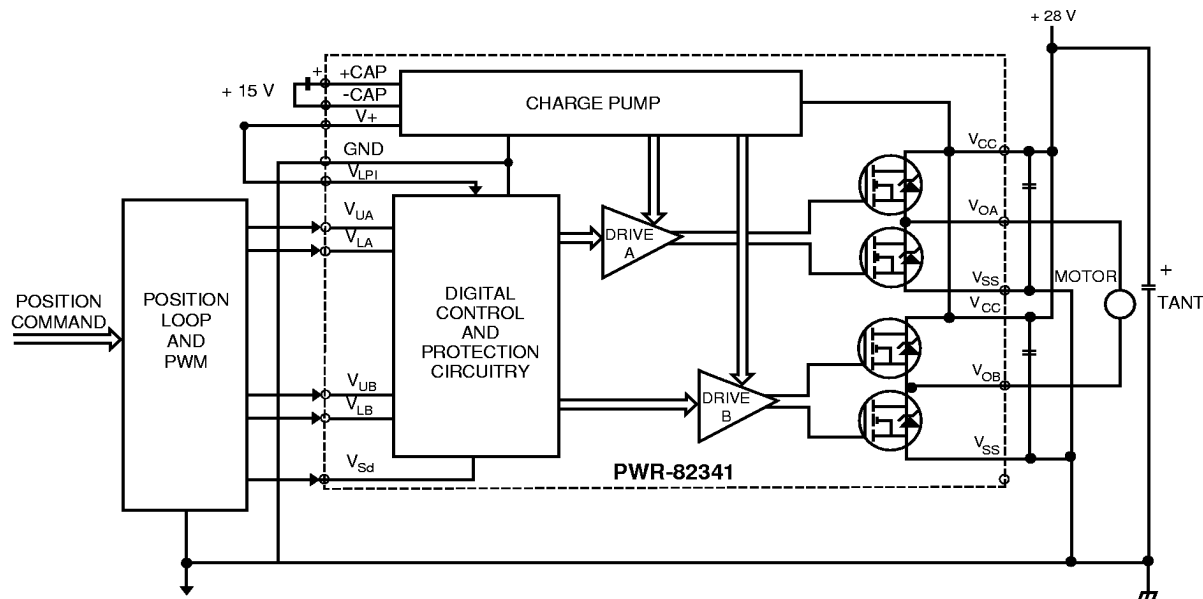 + 28 V
+ 15 V
+
+CAP
-CAP
V+
GND
VLPI
CHARGE PUMP
VCC
VUA
VLA
VOA
DRIVE
A
POSITION
COMMAND
POSITION
LOOP
AND
PWM
DIGITAL
CONTROL
AND
PROTECTION
CIRCUITRY
VSS
MOTOR
+
TANT
VCC
VUB
VLB
VOB
DRIVE
B
VSS
VSd
PWR-82341